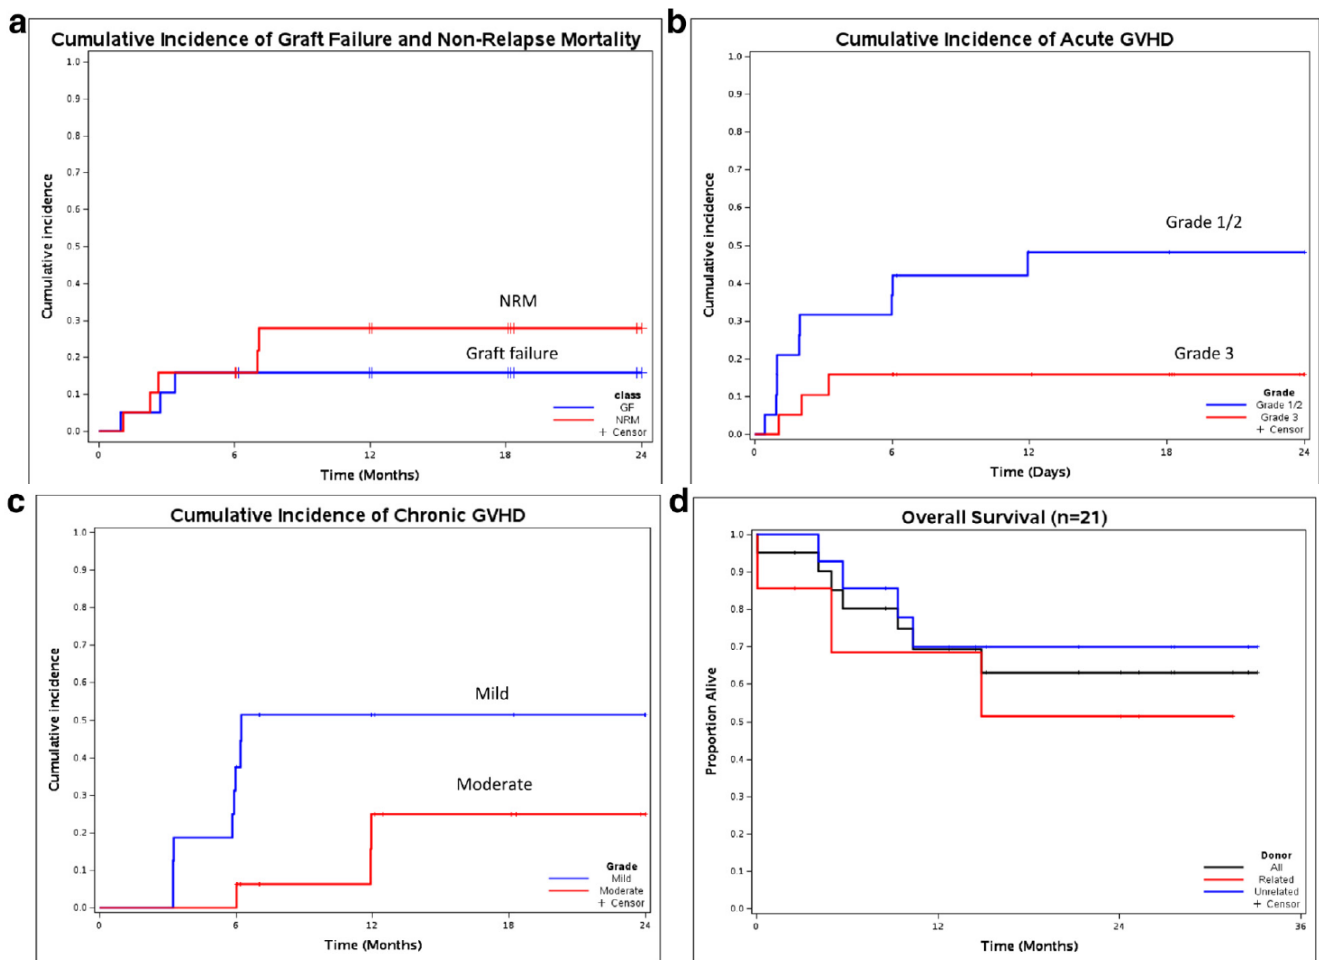 a
Cumulative Incidence of Graft Failure and Non-Relapse Mortality
1.0
0.9
0.8
0.7
0.6
0.5
0.4
0.3
0.2
0.1
0.0
Cumulative incidence
NRM
Graft failure
class
GF
NRM
+ Censor
0 6 12 18 24
Time (Months)
b
Cumulative Incidence of Acute GVHD
1.0
0.9
0.8
0.7
0.6
0.5
0.4
0.3
0.2
0.1
0.0
Cumulative incidence
Grade 1/2
Grade 3
Grade
Grade 1/2
Grade 3
+ Censor
0 6 12 18 24
Time (Days)
c
Cumulative Incidence of Chronic GVHD
1.0
0.9
0.8
0.7
0.6
0.5
0.4
0.3
0.2
0.1
0.0
Cumulative incidence
Mild
Moderate
Grade
Mild
Moderate
+ Censor
0 6 12 18 24
Time (Months)
d
Overall Survival (n=21)
1.0
0.9
0.8
0.7
0.6
0.5
0.4
0.3
0.2
0.1
0.0
Proportion Alive
Donor
All
Related
Unrelated
+ Censor
0 12 24 36
Time (Months)